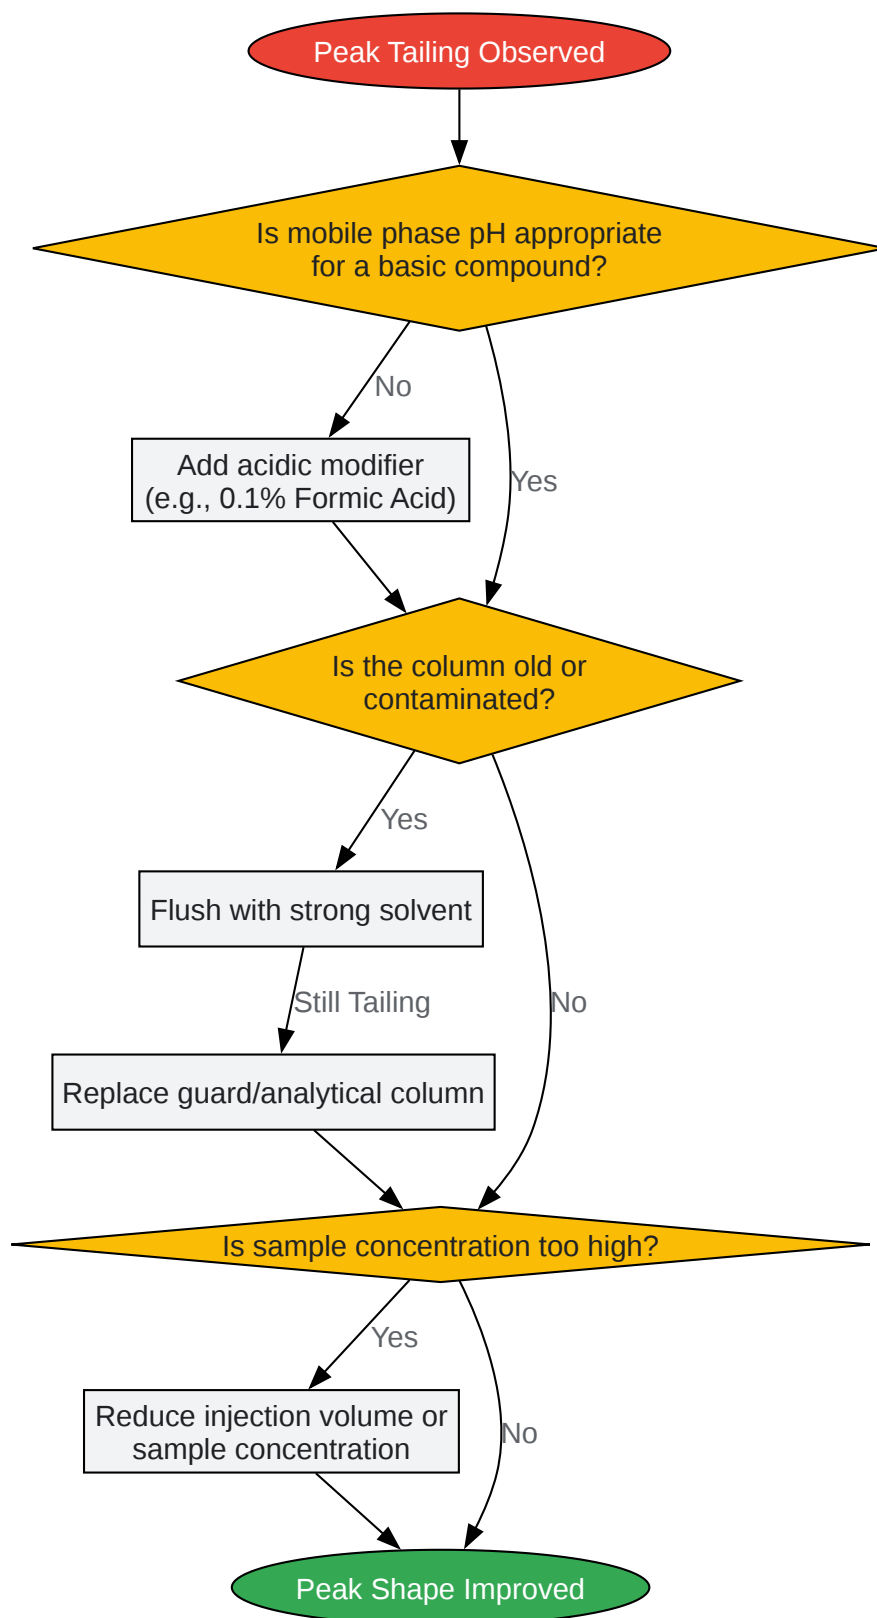 Peak Tailing Observed
Is mobile phase pH appropriate
for a basic compound?
No
Add acidic modifier
(e.g., 0.1% Formic Acid)
Yes
Is the column old or
contaminated?
Yes
Flush with strong solvent
Still Tailing
No
Replace guard/analytical column
Is sample concentration too high?
Yes
Reduce injection volume or
sample concentration
No
Peak Shape Improved